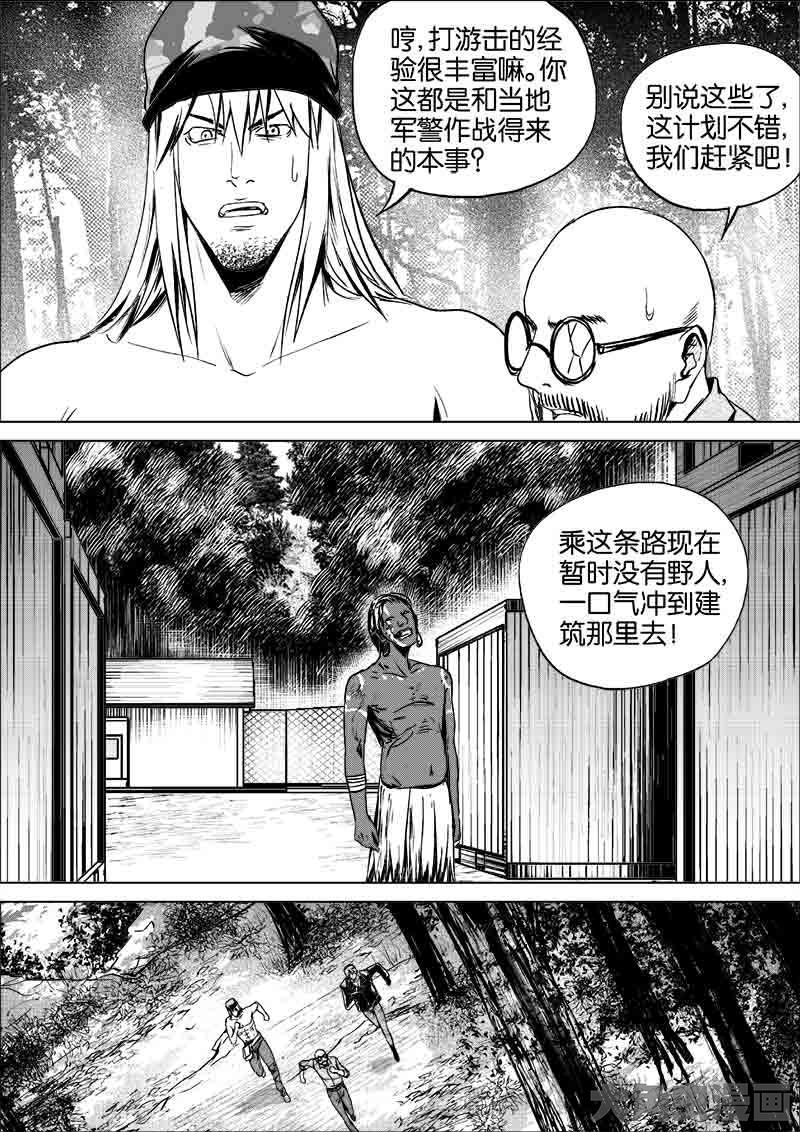 哼,打游击的经
验很丰富嘛。你
这都是和当地
军警作战得来
的本事?
别说这些了,
这计划不错,
我们赶紧吧!
乘这条路现在
暂时没有野人,
一口气冲到建
筑那里去!